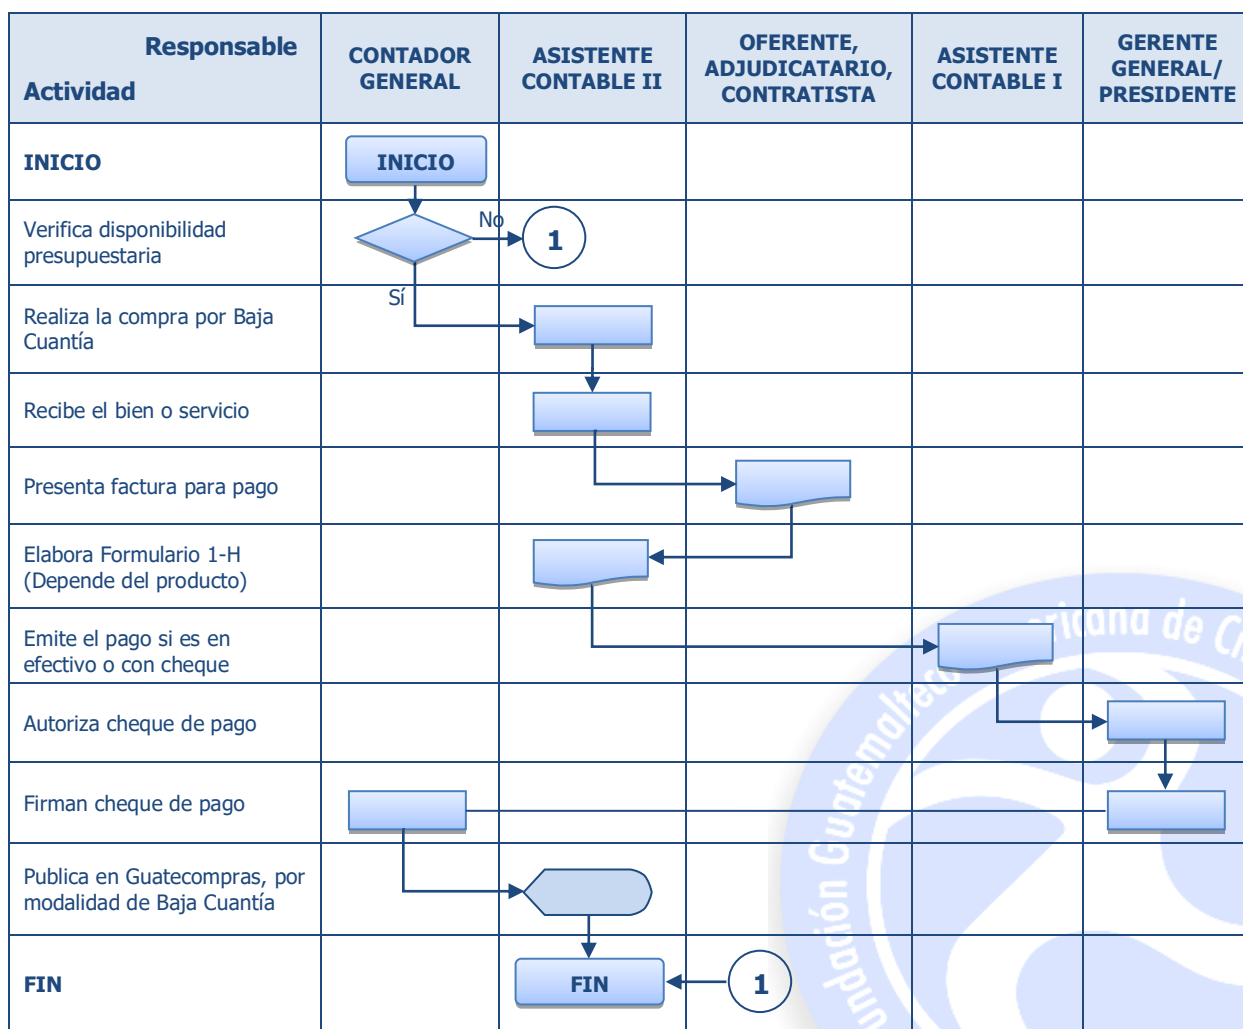 Responsable
Actividad
CONTADOR
GENERAL
ASISTENTE
CONTABLE II
OFERENTE,
ADJUDICATARIO,
CONTRATISTA
ASISTENTE
CONTABLE I
GERENTE
GENERAL/
PRESIDENTE
INICIO
INICIO
Verifica disponibilidad
presupuestaria
No
1
Sí
Realiza la compra por Baja
Cuantía
Recibe el bien o servicio
Presenta factura para pago
Elabora Formulario 1-H
(Depende del producto)
Emite el pago si es en
efectivo o con cheque
Autoriza cheque de pago
Firman cheque de pago
Publica en Guatecompras, por
modalidad de Baja Cuantía
FIN
FIN
1
de